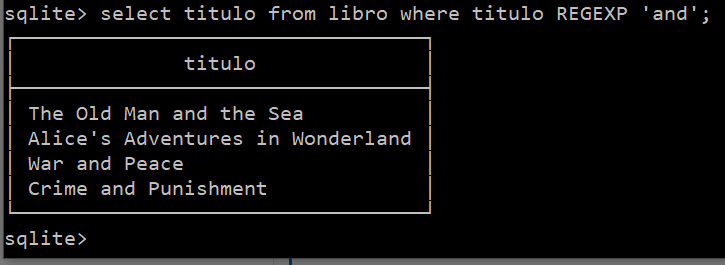 sqlite> select titulo from libro where titulo REGEXP 'and';
titulo
The Old Man and the Sea
Alice's Adventures in Wonderland
War and Peace
Crime and Punishment
sqlite>